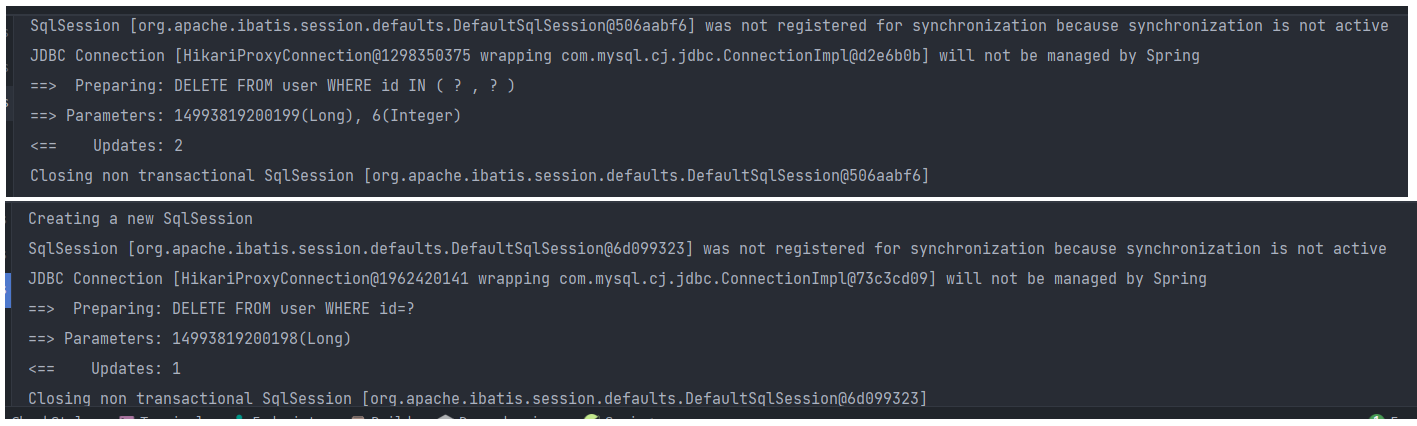 SqlSession [org.apache.ibatis.session.defaults.DefaultSqlSession@506aabf6] was not registered for synchronization because synchronization is not active
JDBC Connection [HikariProxyConnection@1298350375 wrapping com.mysql.cj.jdbc.ConnectionImpl@d2e6b0b] will not be managed by Spring
==>  Preparing: DELETE FROM user WHERE id IN ( ? , ? )
==> Parameters: 14993819200199(Long), 6(Integer)
<==    Updates: 2
Closing non transactional SqlSession [org.apache.ibatis.session.defaults.DefaultSqlSession@506aabf6]
Creating a new SqlSession
SqlSession [org.apache.ibatis.session.defaults.DefaultSqlSession@6d099323] was not registered for synchronization because synchronization is not active
JDBC Connection [HikariProxyConnection@1962420141 wrapping com.mysql.cj.jdbc.ConnectionImpl@73c3cd09] will not be managed by Spring
==>  Preparing: DELETE FROM user WHERE id=?
==> Parameters: 14993819200198(Long)
<==    Updates: 1
Closing non transactional SqlSession [org.apache.ibatis.session.defaults.DefaultSqlSession@6d099323]